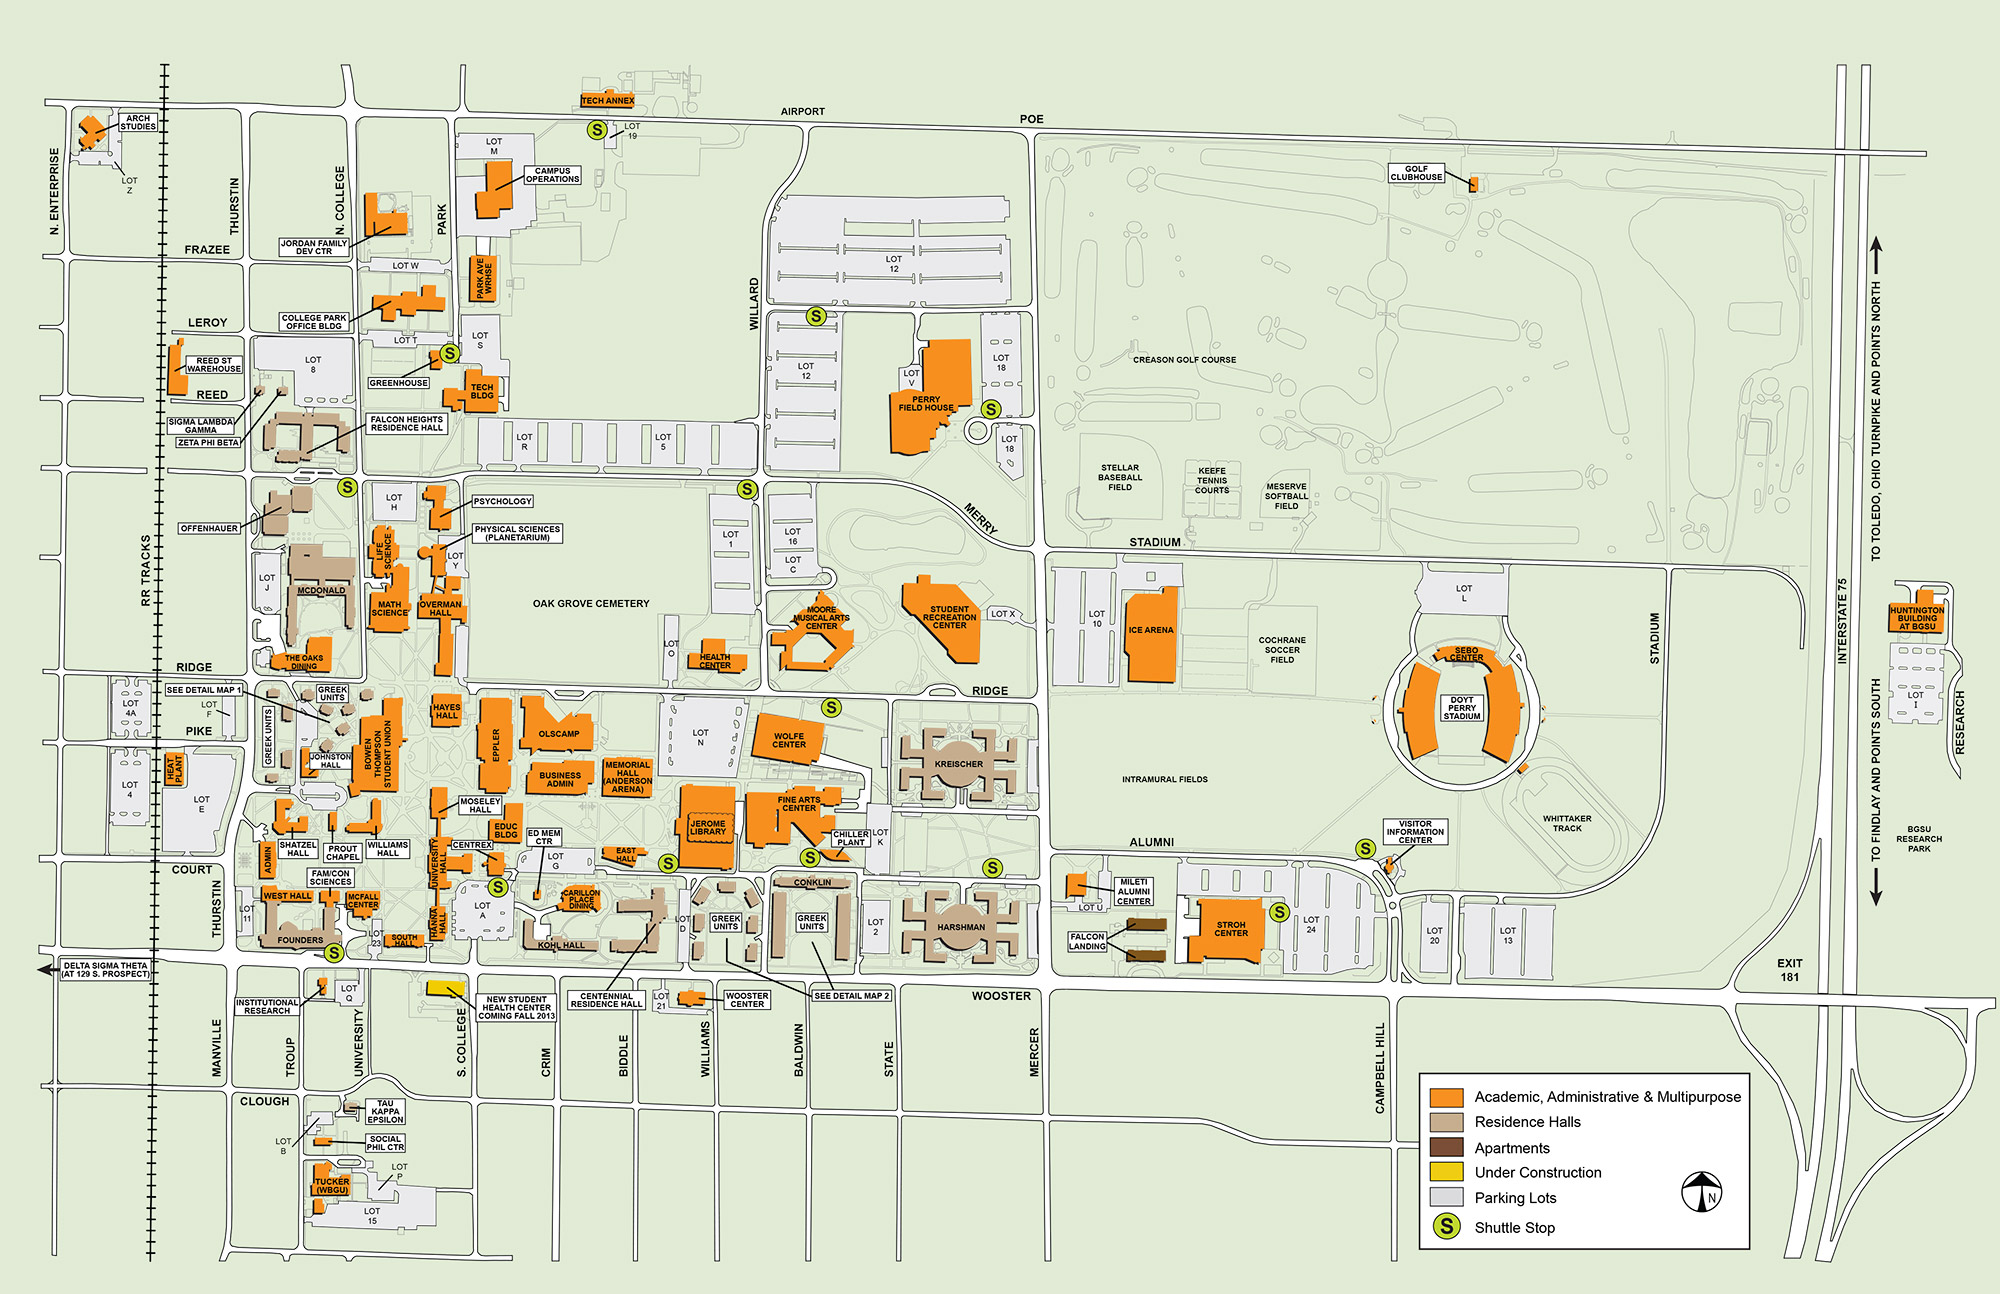 AIRPORT
POE
TECH ANNEX
S
LOT
19
ARCH
STUDIES
LOT
Z
N. ENTERPRISE
THURSTIN
N. COLLEGE
PARK
LOT
M
CAMPUS
OPERATIONS
GOLF
CLUBHOUSE
FRAZEE
JORDAN FAMILY
DEV CTR
LOT W
PARK AVE
WRHSE
LOT
12
WILLARD
COLLEGE PARK
OFFICE BLDG
LEROY
LOT T
LOT
S
S
S
REED ST
WAREHOUSE
LOT
8
GREENHOUSE
TECH
BLDG
LOT
12
LOT
V
LOT
18
PERRY
FIELD HOUSE
S
CREASON GOLF COURSE
REED
SIGMA LAMBDA
GAMMA
ZETA PHI BETA
FALCON HEIGHTS
RESIDENCE HALL
LOT
R
LOT
5
LOT
18
STELLAR
BASEBALL
FIELD
KEEFE
TENNIS
COURTS
MESERVE
SOFTBALL
FIELD
S
LOT
H
PSYCHOLOGY
S
MERRY
OFFENHAUER
PHYSICAL SCIENCES
(PLANETARIUM)
LIFE
SCIENCE
LOT
Y
LOT
1
LOT
16
LOT
C
STADIUM
RR TRACKS
LOT
J
MCDONALD
MATH
SCIENCE
OVERMAN
HALL
OAK GROVE CEMETERY
MOORE
MUSICAL ARTS
CENTER
STUDENT
RECREATION
CENTER
LOT X
LOT
10
ICE ARENA
COCHRANE
SOCCER
FIELD
LOT
L
STADIUM
INTERSTATE 75
TO TOLEDO, OHIO TURNPIKE AND POINTS NORTH
HUNTINGTON
BUILDING
AT BGSU
LOT
I
RESEARCH
LOT
O
HEALTH
CENTER
THE OAKS
DINING
RIDGE
SEE DETAIL MAP 1
GREEK
UNITS
RIDGE
SEBO
CENTER
DOYT
PERRY
STADIUM
LOT
4A
LOT
F
PIKE
GREEK UNITS
BOWEN
THOMPSON
STUDENT UNION
HAYES
HALL
EPPLER
OLSCAMP
LOT
N
S
WOLFE
CENTER
KREISCHER
INTRAMURAL FIELDS
HEAT
PLANT
JOHNSTON
HALL
BUSINESS
ADMIN
MEMORIAL
HALL
(ANDERSON
ARENA)
LOT
4
LOT
E
MOSELEY
HALL
EDUC
BLDG
JEROME
LIBRARY
FINE ARTS
CENTER
CHILLER
PLANT
LOT
K
WHITTAKER
TRACK
VISITOR
INFORMATION
CENTER
BGSU
RESEARCH
PARK
TO FINDLAY AND POINTS SOUTH
SHATZEL
HALL
PROUT
CHAPEL
WILLIAMS
HALL
CENTREX
ED MEM
CTR
EAST
HALL
S
S
S
S
ALUMNI
ADMIN
COURT
FAM/CON
SCIENCES
UNIVERSITY
HALL
LOT
G
S
THURSTIN
LOT
11
WEST HALL
MCFALL
CENTER
HANNA
HALL
LOT
A
CARILLON
PLACE
DINING
LOT
D
GREEK
UNITS
CONKLIN
GREEK
UNITS
LOT
2
HARSHMAN
MILETI
ALUMNI
CENTER
LOT U
FALCON
LANDING
STROH
CENTER
S
LOT
24
LOT
20
LOT
13
FOUNDERS
LOT
23
SOUTH
HALL
KOHL HALL
S
DELTA SIGMA THETA
(AT 129 S. PROSPECT)
EXIT
181
INSTITUTIONAL
RESEARCH
LOT
Q
NEW STUDENT
HEALTH CENTER
COMING FALL 2013
CENTENNIAL
RESIDENCE HALL
LOT
21
WOOSTER
CENTER
SEE DETAIL MAP 2
WOOSTER
MANVILLE
TROUP
UNIVERSITY
S. COLLEGE
CRIM
BIDDLE
WILLIAMS
BALDWIN
STATE
MERCER
CAMPBELL HILL
CLOUGH
TAU
KAPPA
EPSILON
LOT
B
SOCIAL
PHIL CTR
LOT
P
TUCKER
(WBGU)
LOT
15
Academic, Administrative & Multipurpose
Residence Halls
Apartments
Under Construction
Parking Lots
S Shuttle Stop
N